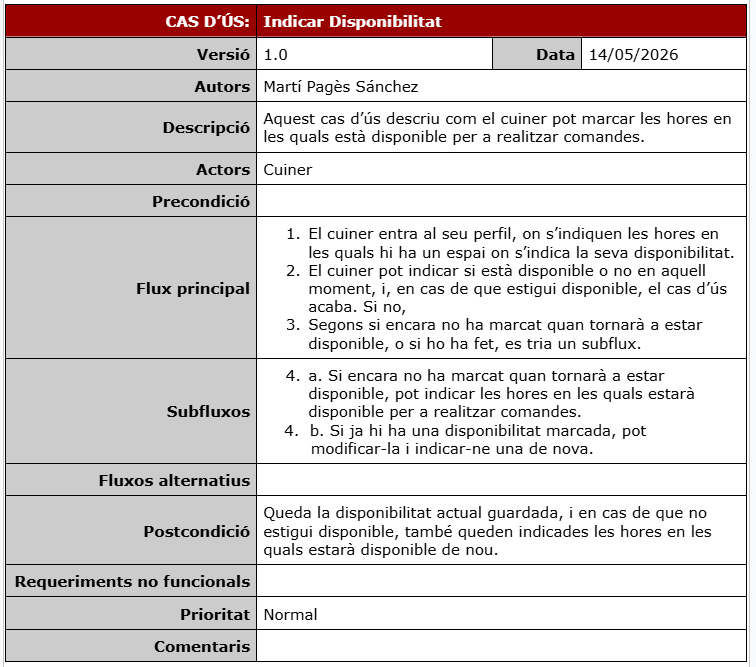 CAS D’ÚS: Indicar Disponibilitat
Versió 1.0 Data 14/05/2026
Autors Martí Pagès Sánchez
Descripció Aquest cas d’ús descriu com el cuiner pot marcar les hores en
les quals està disponible per a realitzar comandes.
Actors Cuiner
Precondició
Flux principal
1. El cuiner entra al seu perfil, on s’indiquen les hores en
les quals hi ha un espai on s’indica la seva disponibilitat.
2. El cuiner pot indicar si està disponible o no en aquell
moment, i, en cas de que estigui disponible, el cas d’ús
acaba. Si no,
3. Segons si encara no ha marcat quan tornarà a estar
disponible, o si ho ha fet, es tria un subflux.
Subfluxos
4. a. Si encara no ha marcat quan tornarà a estar
disponible, pot indicar les hores en les quals estarà
disponible per a realitzar comandes.
4. b. Si ja hi ha una disponibilitat marcada, pot
modificar-la i indicar-ne una de nova.
Fluxos alternatius
Postcondició
Queda la disponibilitat actual guardada, i en cas de que no
estigui disponible, també queden indicades les hores en les
quals estarà disponible de nou.
Requeriments no funcionals
Prioritat Normal
Comentaris